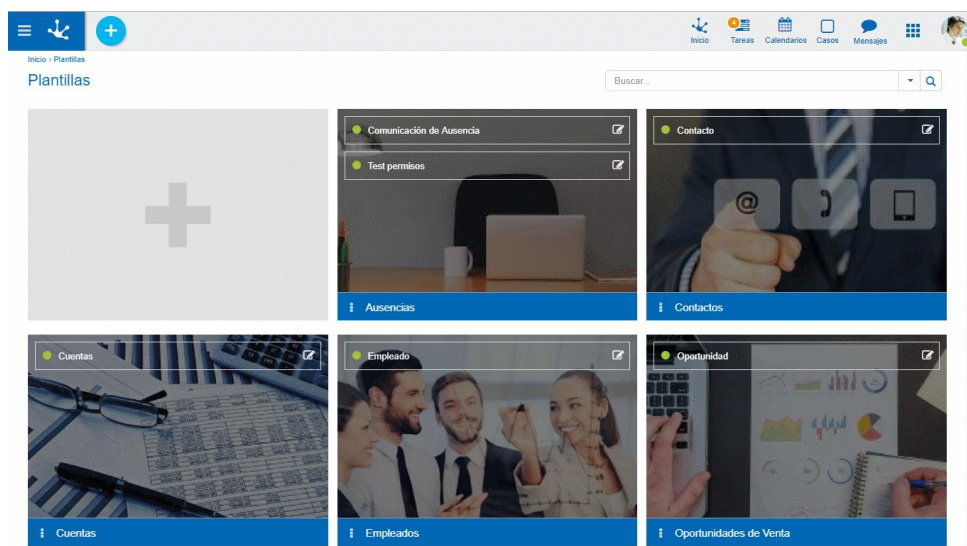 4
Inicio
Tareas
Calendarios
Casos
Mensajes
Inicio › Plantillas
Plantillas
Buscar...
Comunicación de Ausencia
Test permisos
Ausencias
Contacto
@
Contactos
Cuentas
Cuentas
Empleado
Empleados
Oportunidad
Oportunidades de Venta